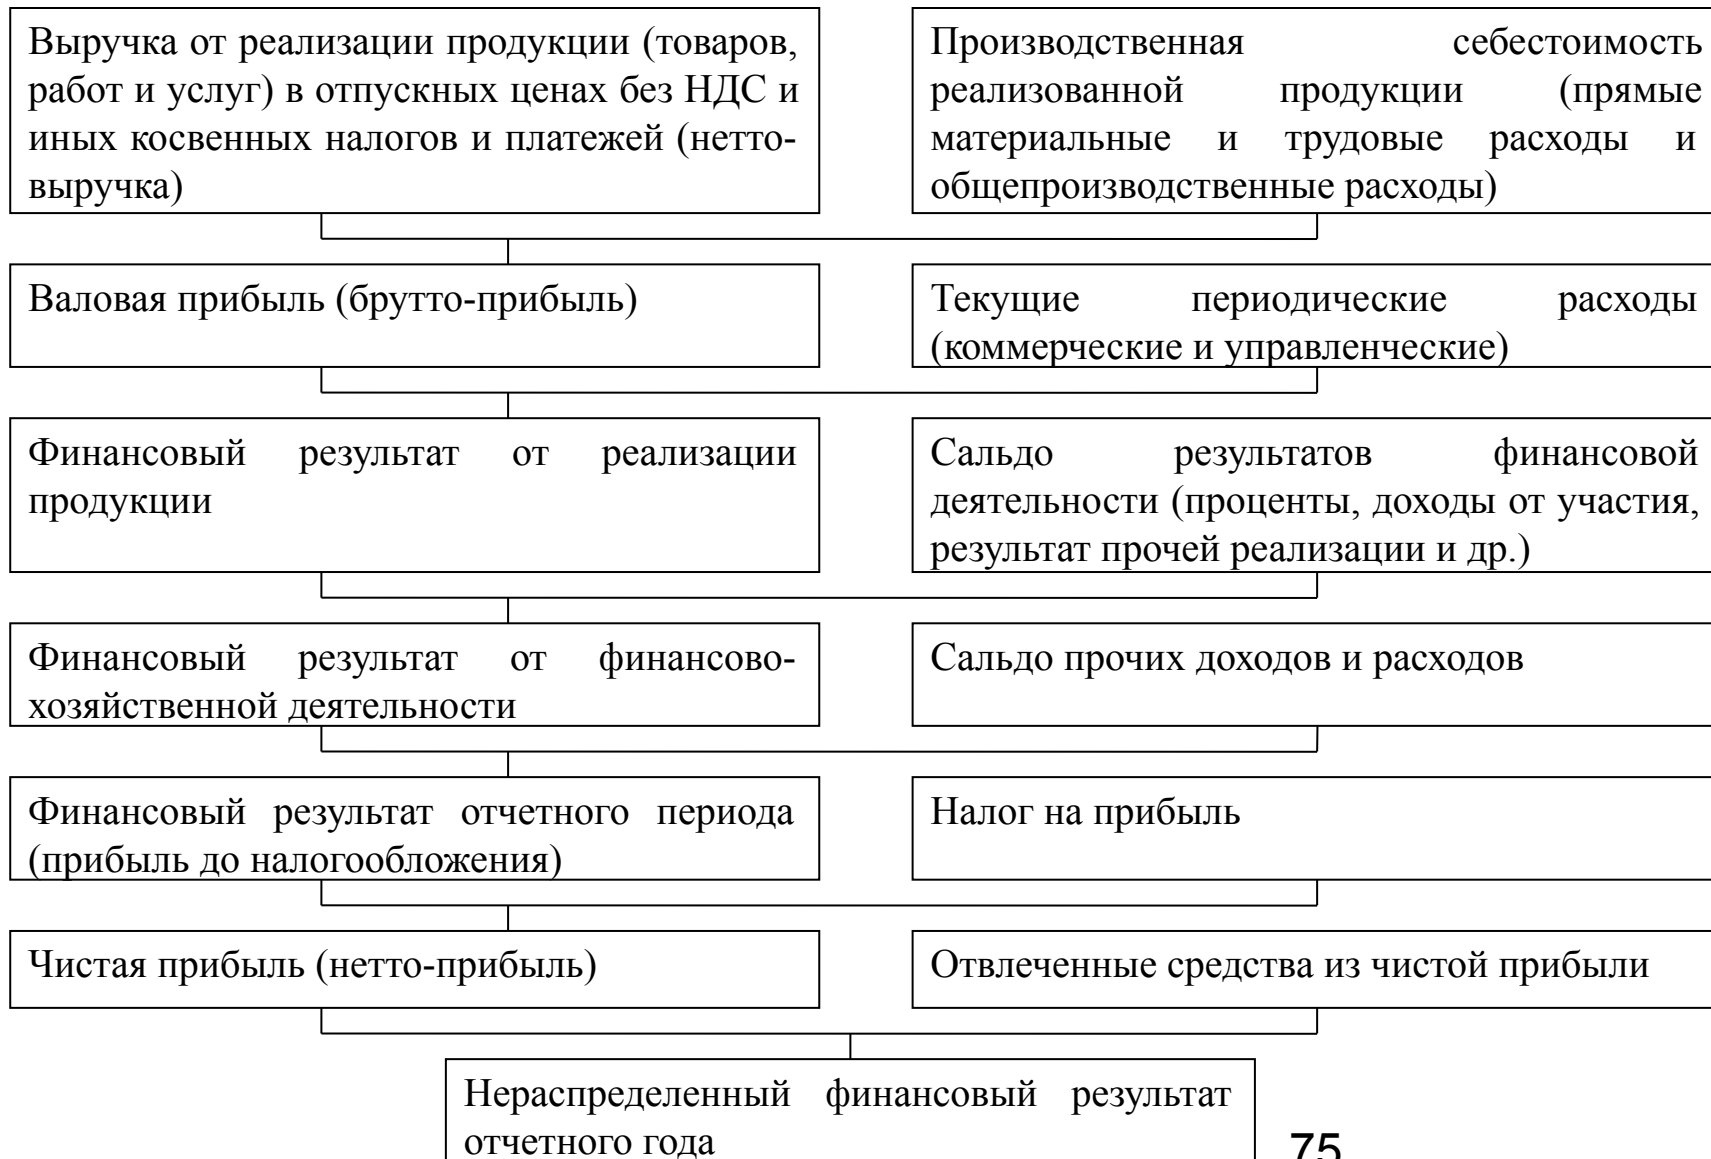 Выручка от реализации продукции (товаров,
работ и услуг) в отпускных ценах без НДС и
иных косвенных налогов и платежей (нетто-
выручка)
Производственная себестоимость
реализованной продукции (прямые
материальные и трудовые расходы и
общепроизводственные расходы)
Валовая прибыль (брутто-прибыль)
Текущие периодические расходы
(коммерческие и управленческие)
Финансовый результат от реализации
продукции
Сальдо результатов финансовой
деятельности (проценты, доходы от участия,
результат прочей реализации и др.)
Финансовый результат от финансово-
хозяйственной деятельности
Сальдо прочих доходов и расходов
Финансовый результат отчетного периода
(прибыль до налогообложения)
Налог на прибыль
Чистая прибыль (нетто-прибыль)
Отвлеченные средства из чистой прибыли
Нераспределенный финансовый результат
отчетного года
75